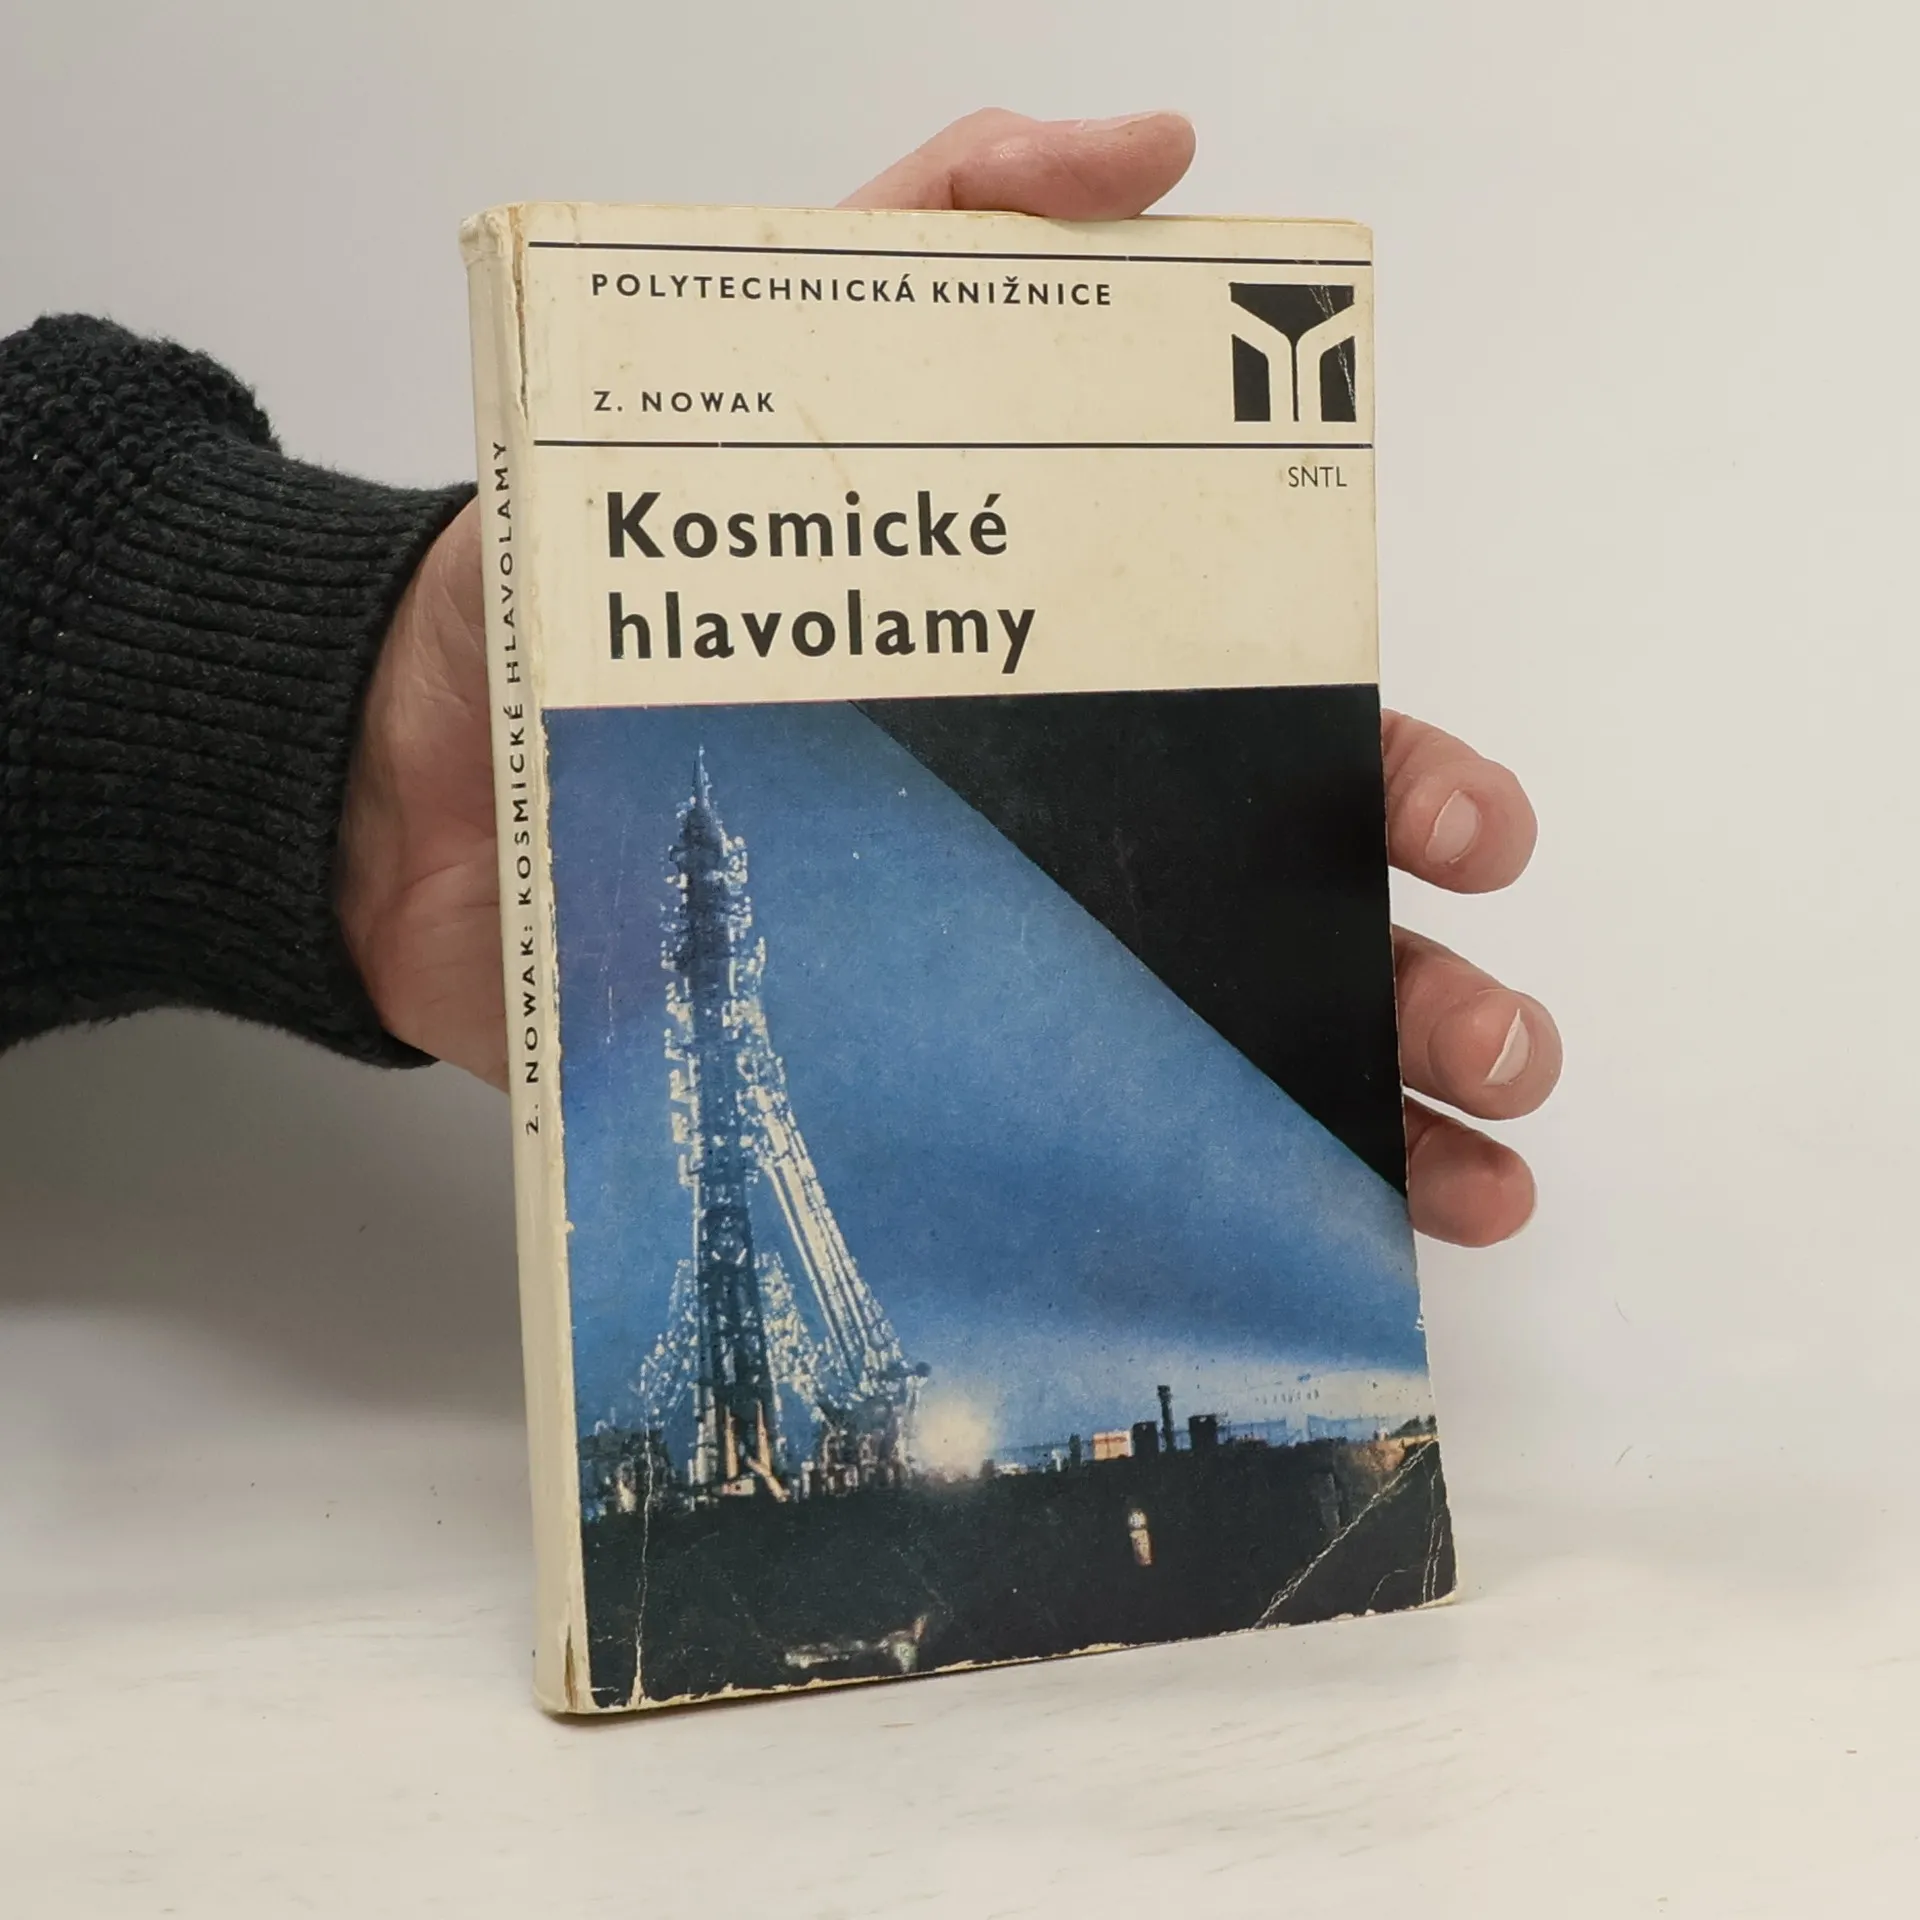 POLYTECHNICKÁ KNIŽNICE
Z. NOWAK
SNTL
Kosmické
hlavolamy
Z. NOWAK: KOSMICKÉ HLAVOLAMY